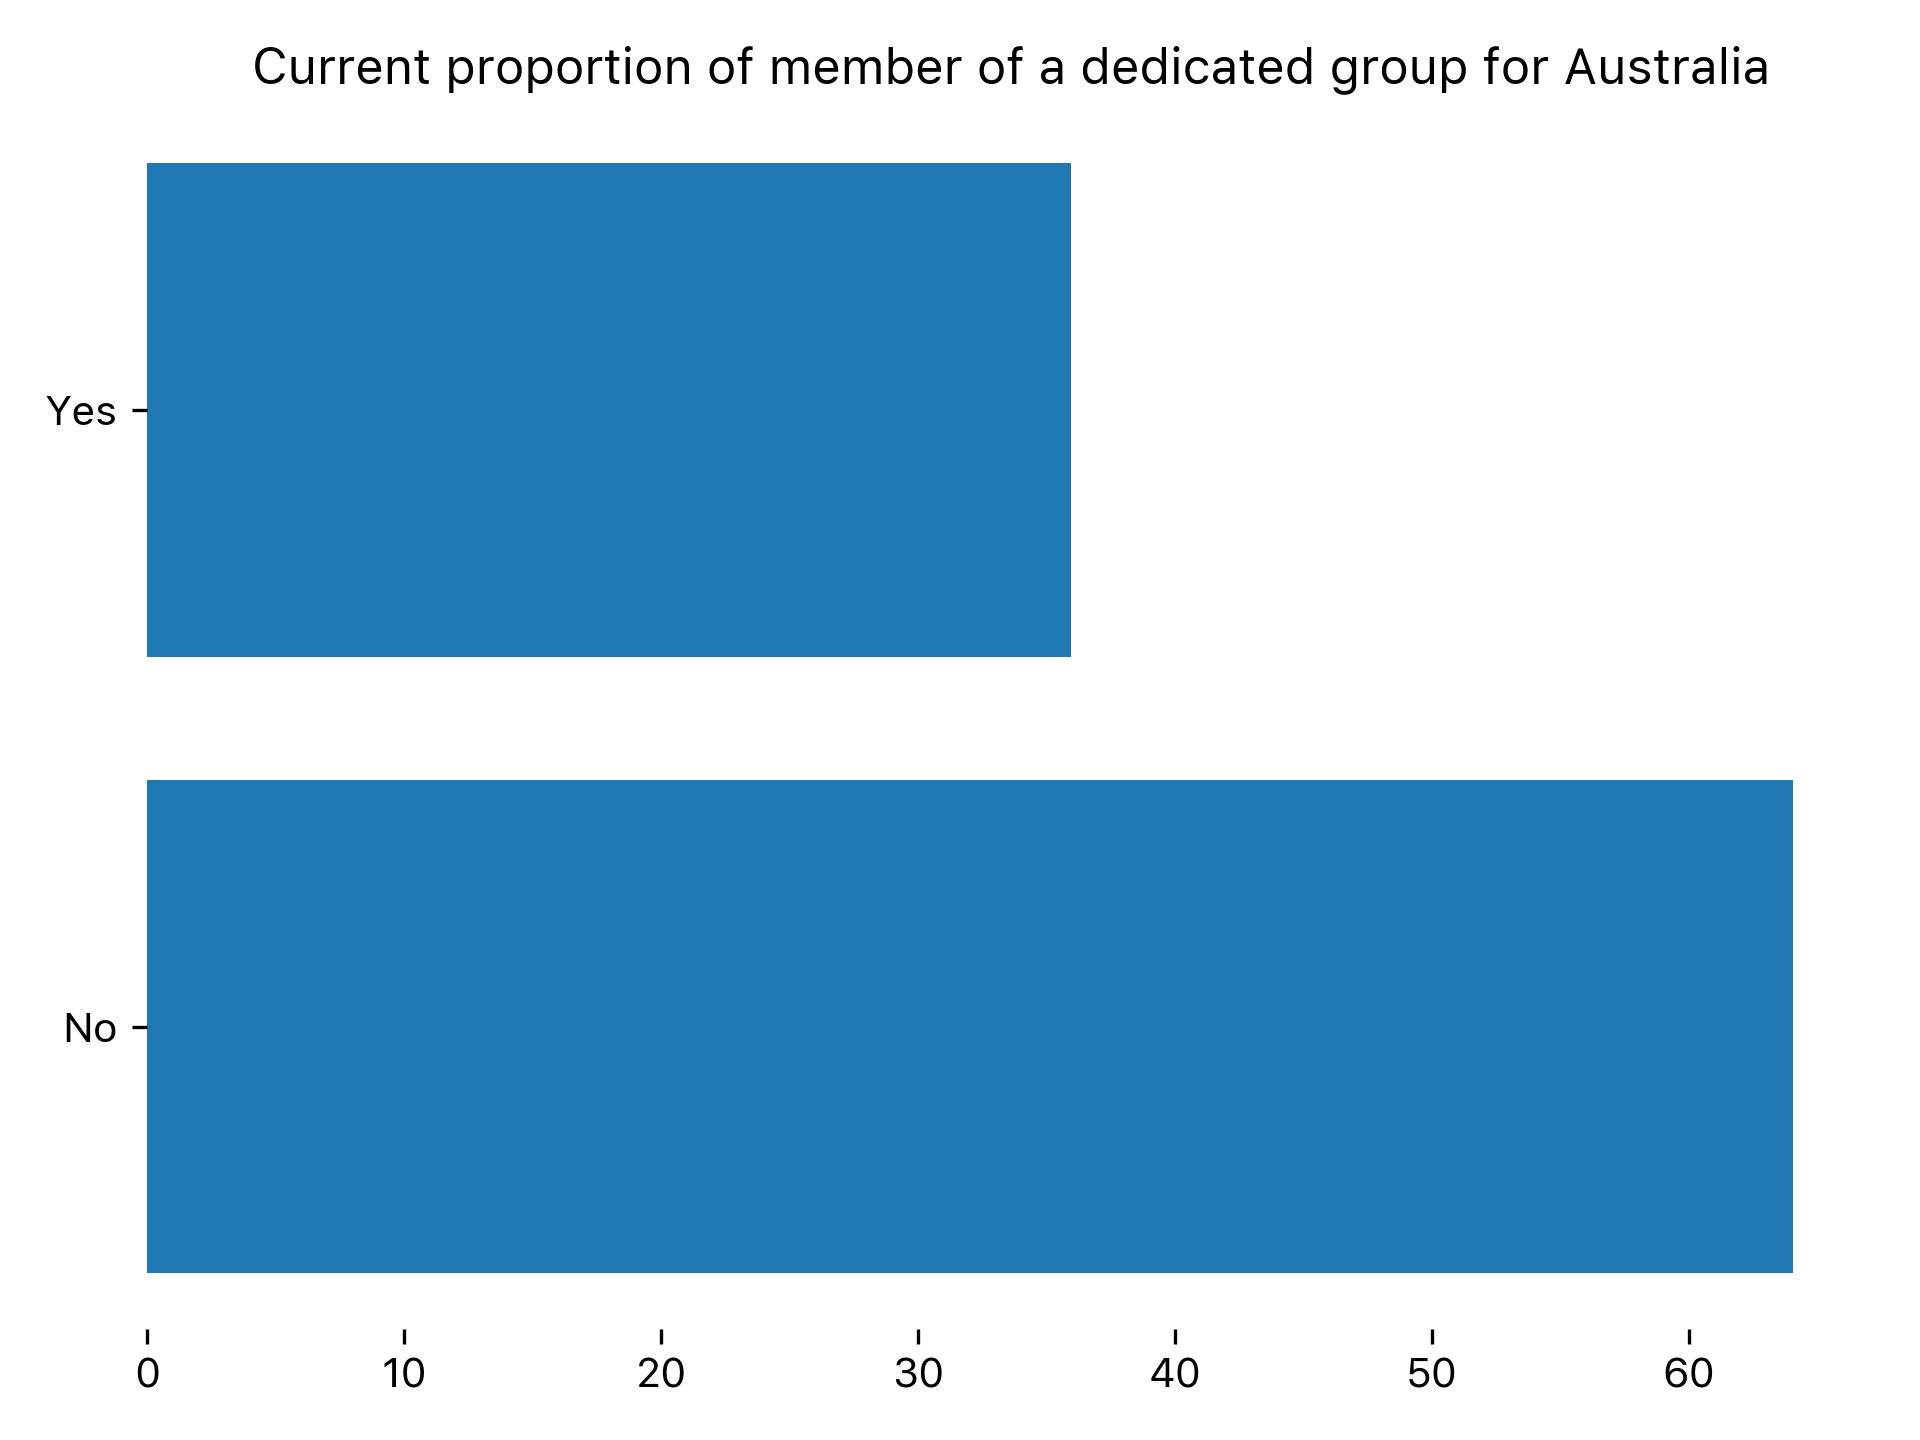 Current proportion of member of a dedicated group for Australia
Yes
No
0 10 20 30 40 50 60